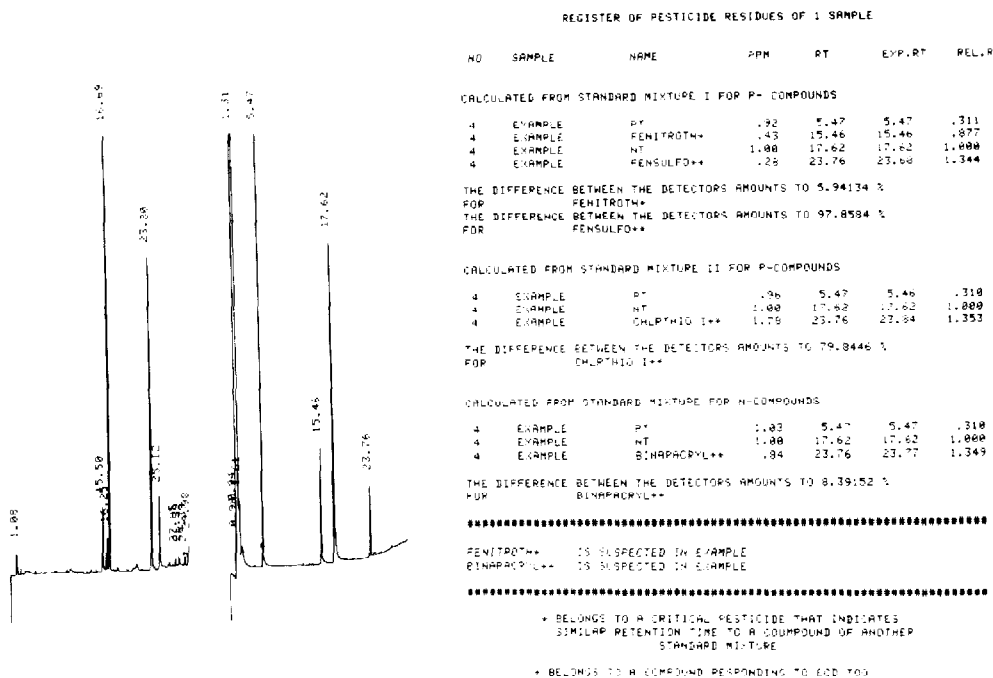 REGISTER OF PESTICIDE RESIDUES OF 1 SAMPLE
NO SAMPLE NAME PPM RT EXP.RT REL.R
CALCULATED FROM STANDARD MIXTURE I FOR P- COMPOUNDS
4 EXAMPLE PT .92 5.47 5.47 .311
4 EXAMPLE FENITROTH* .43 15.46 15.46 .877
4 EXAMPLE NT 1.00 17.62 17.62 1.000
4 EXAMPLE FENSULFO** .28 23.76 23.68 1.344
THE DIFFERENCE BETWEEN THE DETECTORS AMOUNTS TO 5.94134 %
FOR FENITROTH*
THE DIFFERENCE BETWEEN THE DETECTORS AMOUNTS TO 97.8584 %
FOR FENSULFO**
CALCULATED FROM STANDARD MIXTURE II FOR P-COMPOUNDS
4 EXAMPLE PT .96 5.47 5.46 .310
4 EXAMPLE NT 1.00 17.62 17.62 1.000
4 EXAMPLE CHLPTHIO I** 1.78 23.76 23.84 1.353
THE DIFFERENCE BETWEEN THE DETECTORS AMOUNTS TO 79.8446 %
FOR CHLPTHIO I**
CALCULATED FROM STANDARD MIXTURE FOR N-COMPOUNDS
4 EXAMPLE PT 1.03 5.47 5.47 .310
4 EXAMPLE NT 1.00 17.62 17.62 1.000
4 EXAMPLE BINAPACRYL** .84 23.76 23.77 1.349
THE DIFFERENCE BETWEEN THE DETECTORS AMOUNTS TO 8.39152 %
FOR BINAPACRYL**
FENITROTH* IS SUSPECTED IN EXAMPLE
BINAPACRYL** IS SUSPECTED IN EXAMPLE
* BELONGS TO A CRITICAL PESTICIDE THAT INDICATES
SIMILAR RETENTION TIME TO A COUMPOUND OF ANOTHER
STANDARD MIXTURE
* BELONGS TO A COMPOUND RESPONDING TO ECD TOO
1.08
15.50
16.69
23.30
25.12
1.31
5.47
15.46
17.62
23.76